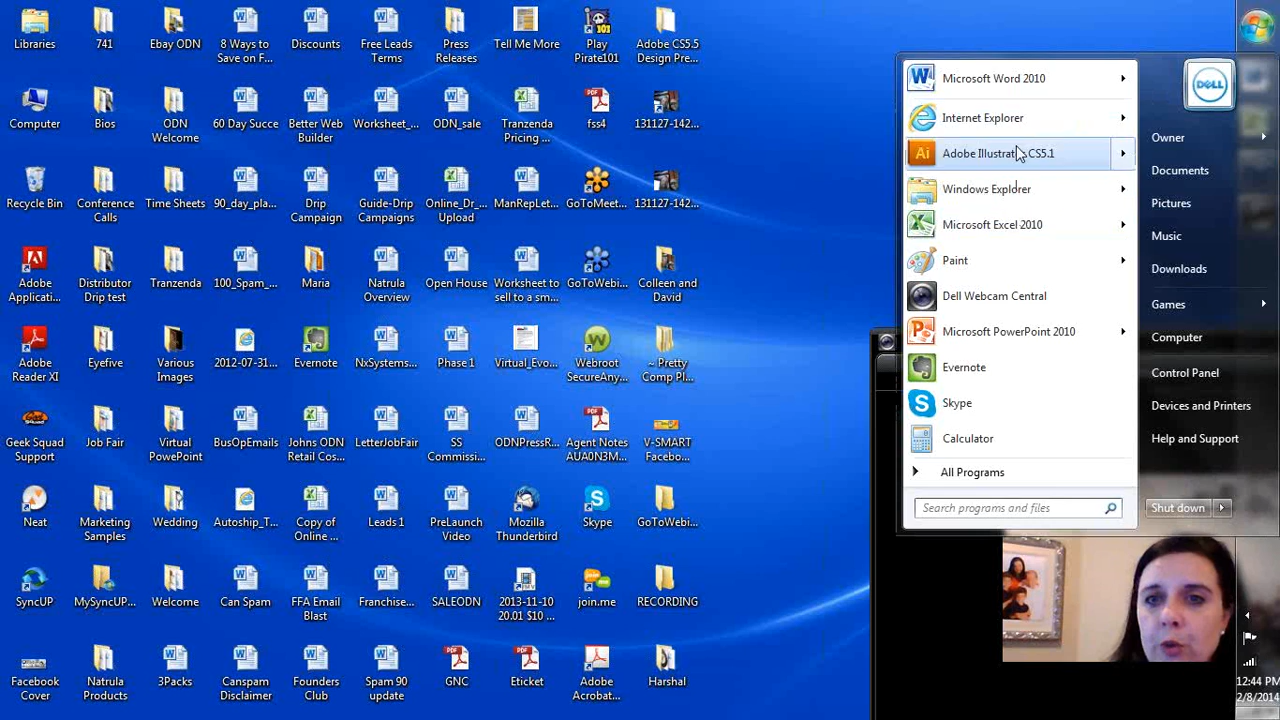 Libraries
741
Ebay ODN
8 Ways to
Save on F...
Discounts
Free Leads
Terms
Press
Releases
Tell Me More
101
Play
Pirate101
Adobe CS5.5
Design Pre...
Computer
Bios
ODN
Welcome
60 Day Succe
Better Web
Builder
Worksheet_...
ODN_sale
Tranzenda
Pricing ...
fss4
131127-142...
Recycle Bin
Conference
Calls
Time Sheets
90_day_pla...
Drip
Campaign
Guide-Drip
Campaigns
Online_Dr_...
Upload
ManRepLet...
GoToMeet...
131127-142...
Adobe
Applicati...
Distributor
Drip test
Tranzenda
100_Spam_...
Maria
Natrula
Overview
Open House
Worksheet to
sell to a sm...
GoToWebi...
Colleen and
David
Adobe
Reader XI
Eyefive
Various
Images
2012-07-31...
Evernote
NxSystems...
Phase 1
Virtual_Evo...
Webroot
SecureAny...
~ Pretty
Comp Pl...
Geek Squad
Support
Job Fair
Virtual
PowePoint
BusOpEmails
Johns ODN
Retail Cos...
LetterJobFair
SS
Commissi...
ODNPressR...
Agent Notes
AUA0N3M...
V-SMART
Facebo...
Neat
Marketing
Samples
Wedding
Autoship_T...
Copy of
Online ...
Leads 1
PreLaunch
Video
Mozilla
Thunderbird
Skype
GoToWebi...
SyncUP
MySyncUP...
Welcome
Can Spam
FFA Email
Blast
Franchise...
SALEODN
2013-11-10
20.01 $10 ...
join.me
RECORDING
Facebook
Cover
Natrula
Products
3Packs
Canspam
Disclaimer
Founders
Club
Spam 90
update
GNC
Eticket
Adobe
Acrobat...
Harshal
Microsoft Word 2010
Internet Explorer
Adobe Illustrator CS5.1
Windows Explorer
Microsoft Excel 2010
Paint
Dell Webcam Central
Microsoft PowerPoint 2010
Evernote
Skype
Calculator
All Programs
Search programs and files
DELL
Owner
Documents
Pictures
Music
Downloads
Games
Computer
Control Panel
Devices and Printers
Help and Support
Shut down
12:44 PM
2/8/2014